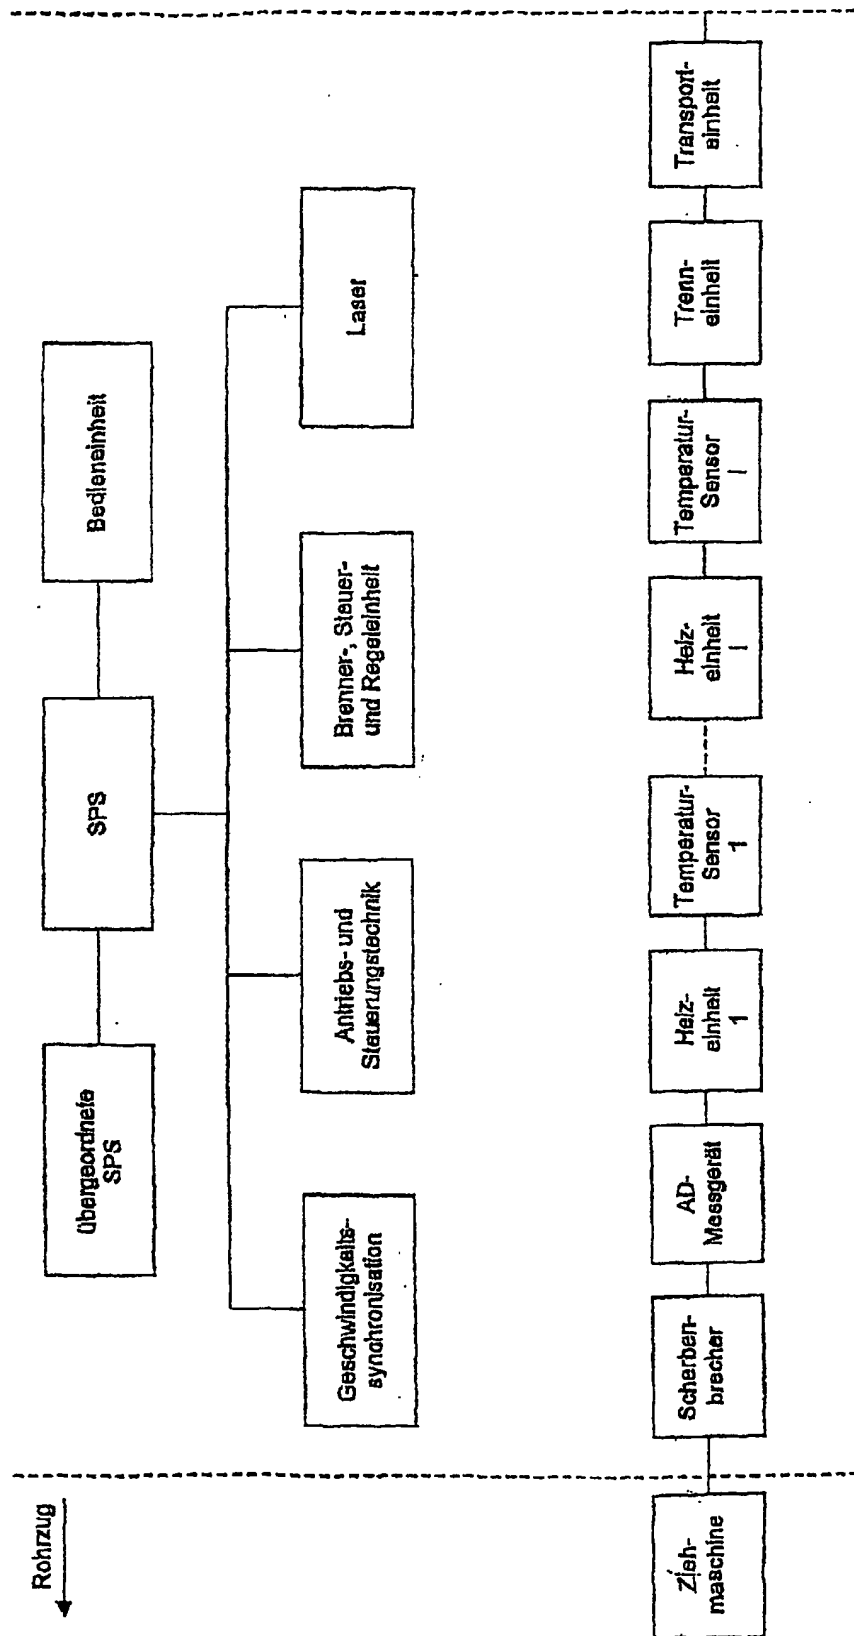 Rohrzug
übergeordnete
SPS
SPS
Bedieneinheit
Geschwindigkeits-
synchronisation
Antriebs- und
Steuerungstechnik
Brenner-, Steuer-
und Regeleinheit
Laser
Zieh-
maschine
Scherben-
brecher
AD-
Messgerät
Heiz-
einheit
1
Temperatur-
Sensor
1
Heiz-
einheit
I
Temperatur-
Sensor
I
Trenn-
einheit
Transport-
einheit